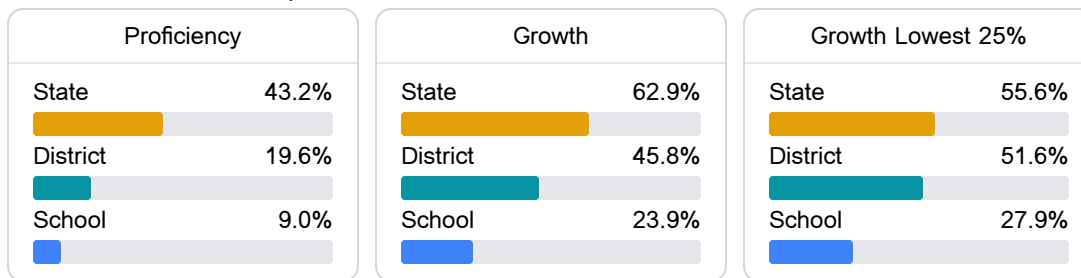 Proficiency
State 43.2%
District 19.6%
School 9.0%
Growth
State 62.9%
District 45.8%
School 23.9%
Growth Lowest 25%
State 55.6%
District 51.6%
School 27.9%